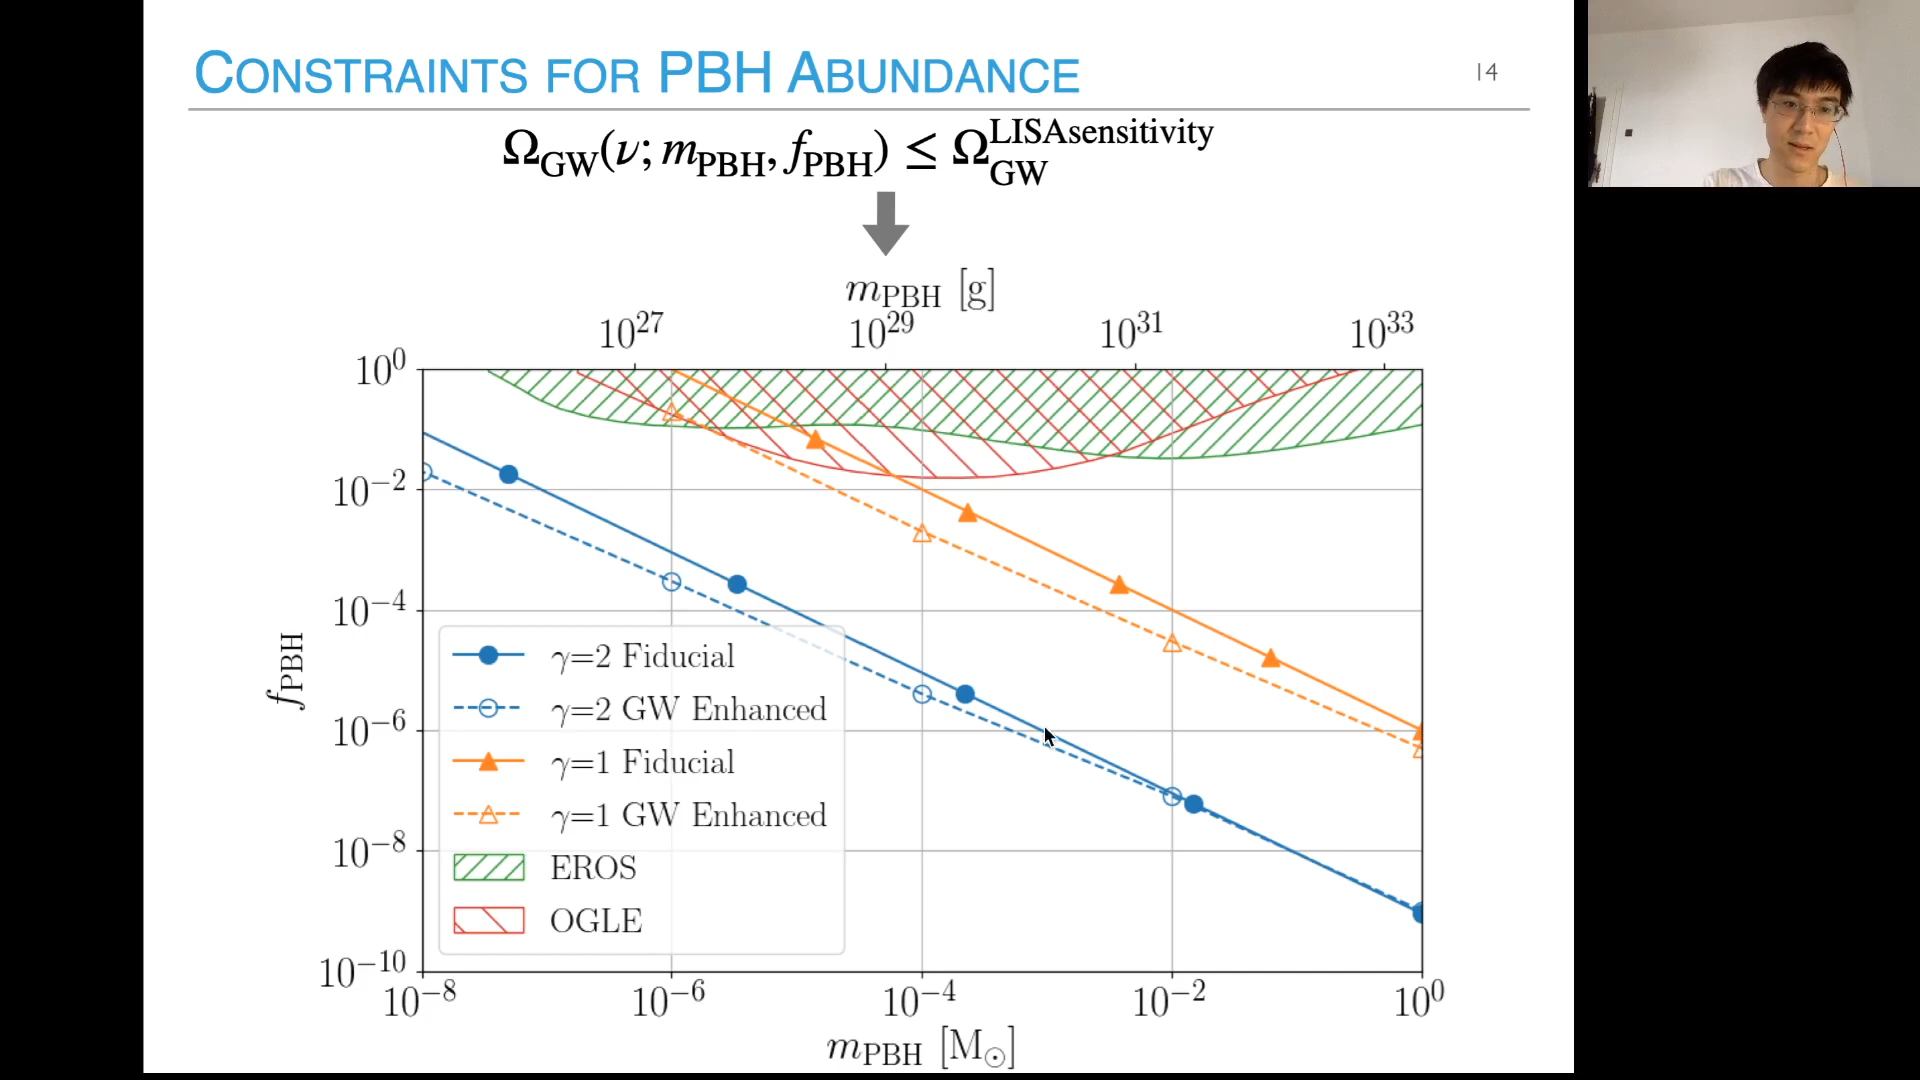 CONSTRAINTS FOR PBH ABUNDANCE
14
Ω_GW(ν; m_PBH, f_PBH) ≤ Ω_GW^LISAsensitivity
m_PBH [g]
10^27 10^29 10^31 10^33
10^0
10^−2
10^−4
10^−6
10^−8
10^−10
f_PBH
γ=2 Fiducial
γ=2 GW Enhanced
γ=1 Fiducial
γ=1 GW Enhanced
EROS
OGLE
10^−8 10^−6 10^−4 10^−2 10^0
m_PBH [M_⊙]